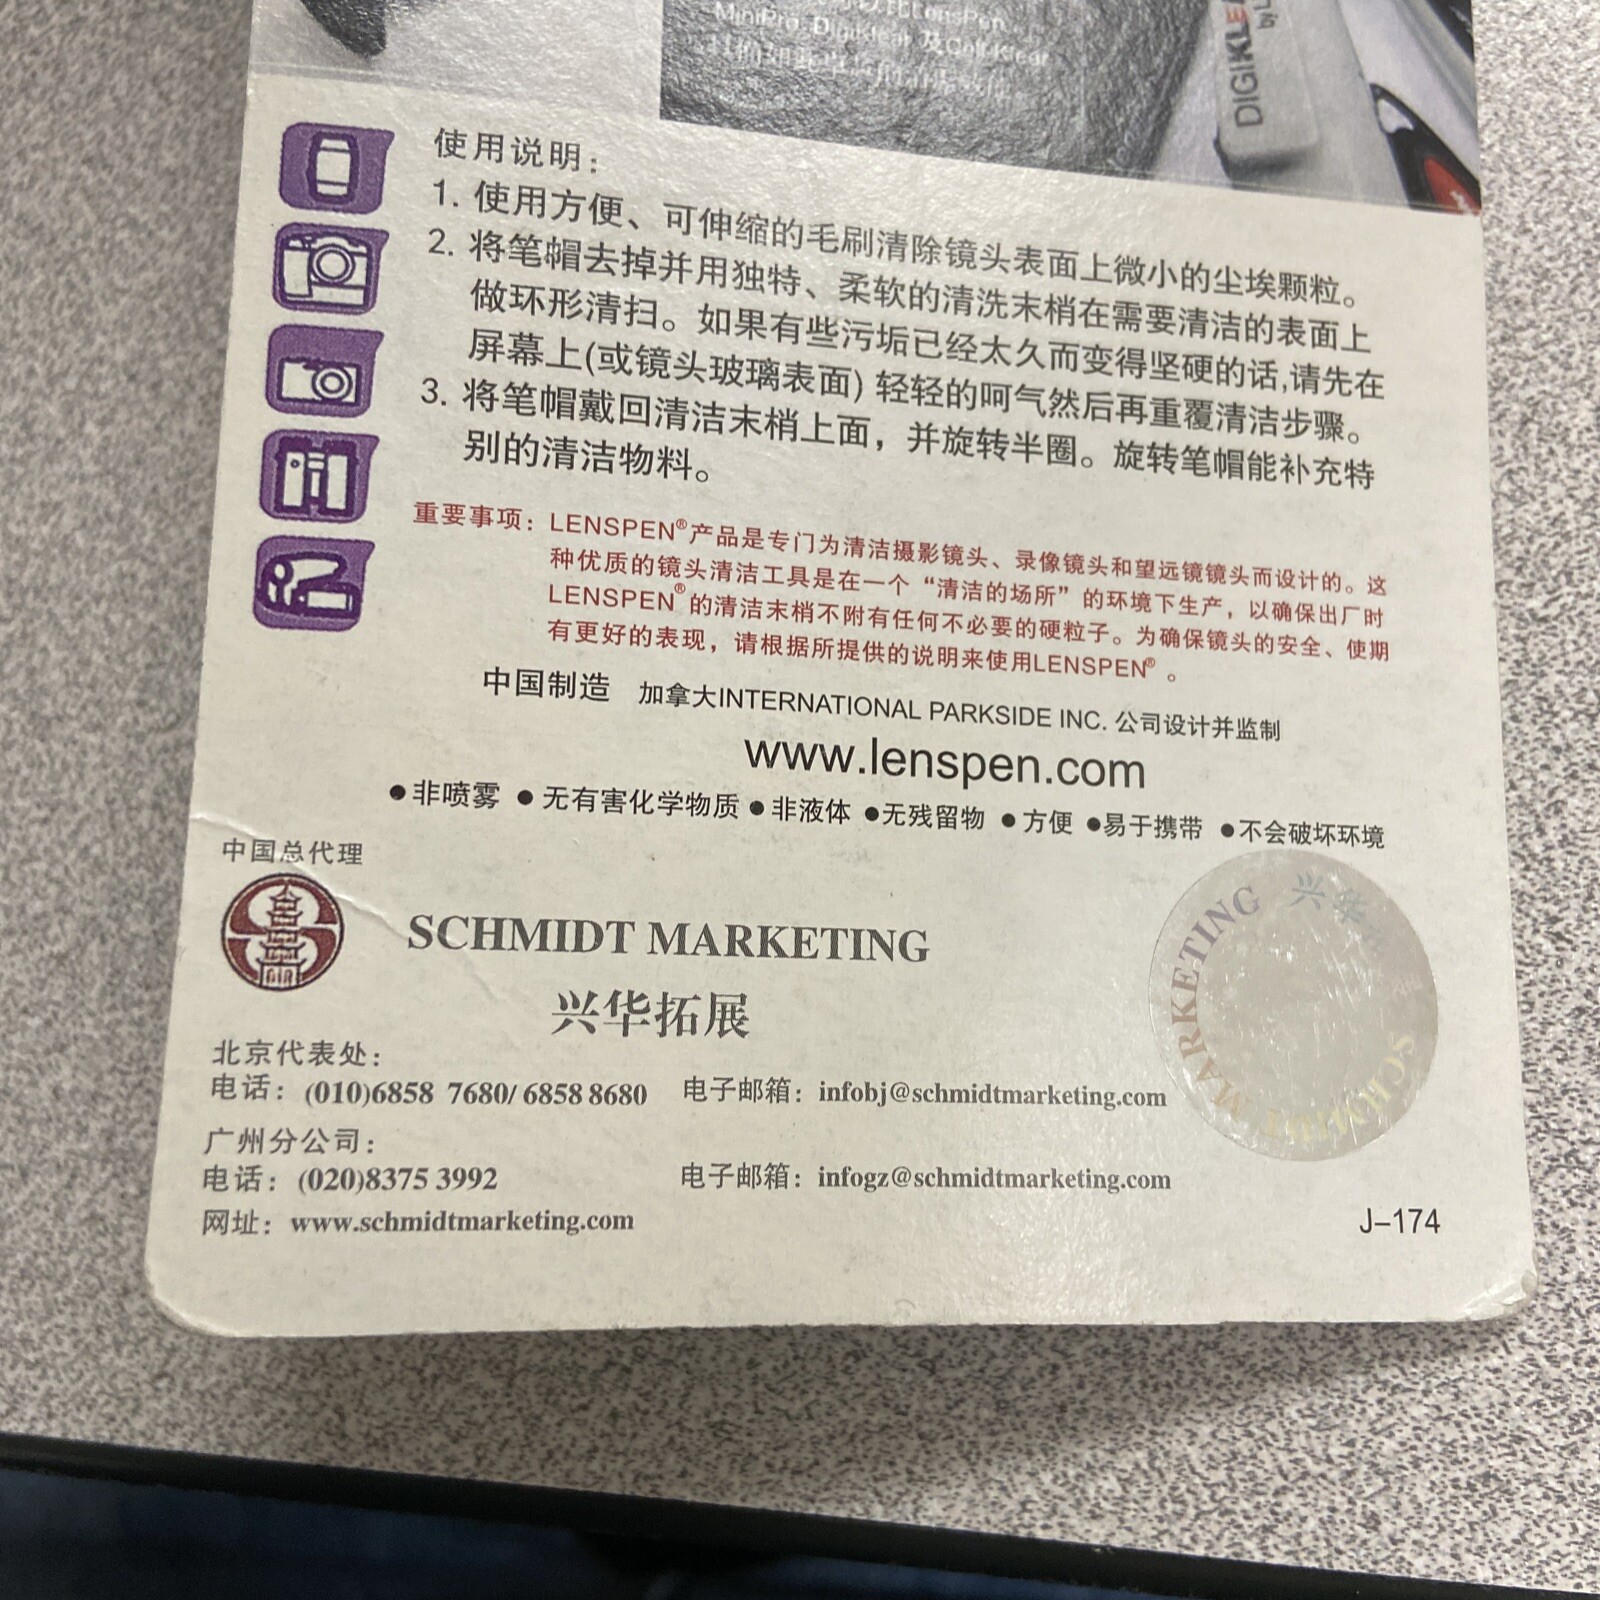 LensPen
MiniPro, Digiklear 及CellKlear
DIGIKLEA
by L
使用说明：
1. 使用方便、可伸缩的毛刷清除镜头表面上微小的尘埃颗粒。
2. 将笔帽去掉并用独特、柔软的清洗末梢在需要清洁的表面上
做环形清扫。如果有些污垢已经太久而变得坚硬的话,请先在
屏幕上(或镜头玻璃表面) 轻轻的呵气然后再重覆清洁步骤。
3. 将笔帽戴回清洁末梢上面，并旋转半圈。旋转笔帽能补充特
别的清洁物料。
重要事项：LENSPEN®产品是专门为清洁摄影镜头、录像镜头和望远镜镜头而设计的。这
种优质的镜头清洁工具是在一个“清洁的场所”的环境下生产，以确保出厂时
LENSPEN®的清洁末梢不附有任何不必要的硬粒子。为确保镜头的安全、使期
有更好的表现，请根据所提供的说明来使用LENSPEN®。
中国制造 加拿大INTERNATIONAL PARKSIDE INC. 公司设计并监制
www.lenspen.com
●非喷雾 ●无有害化学物质 ●非液体 ●无残留物 ●方便 ●易于携带 ●不会破坏环境
中国总代理
SCHMIDT MARKETING
兴华拓展
SCHMIDT MARKETING 兴华
北京代表处：
电话：(010)6858 7680/ 6858 8680 电子邮箱：infobj@schmidtmarketing.com
广州分公司：
电话：(020)8375 3992 电子邮箱：infogz@schmidtmarketing.com
网址：www.schmidtmarketing.com
J–174